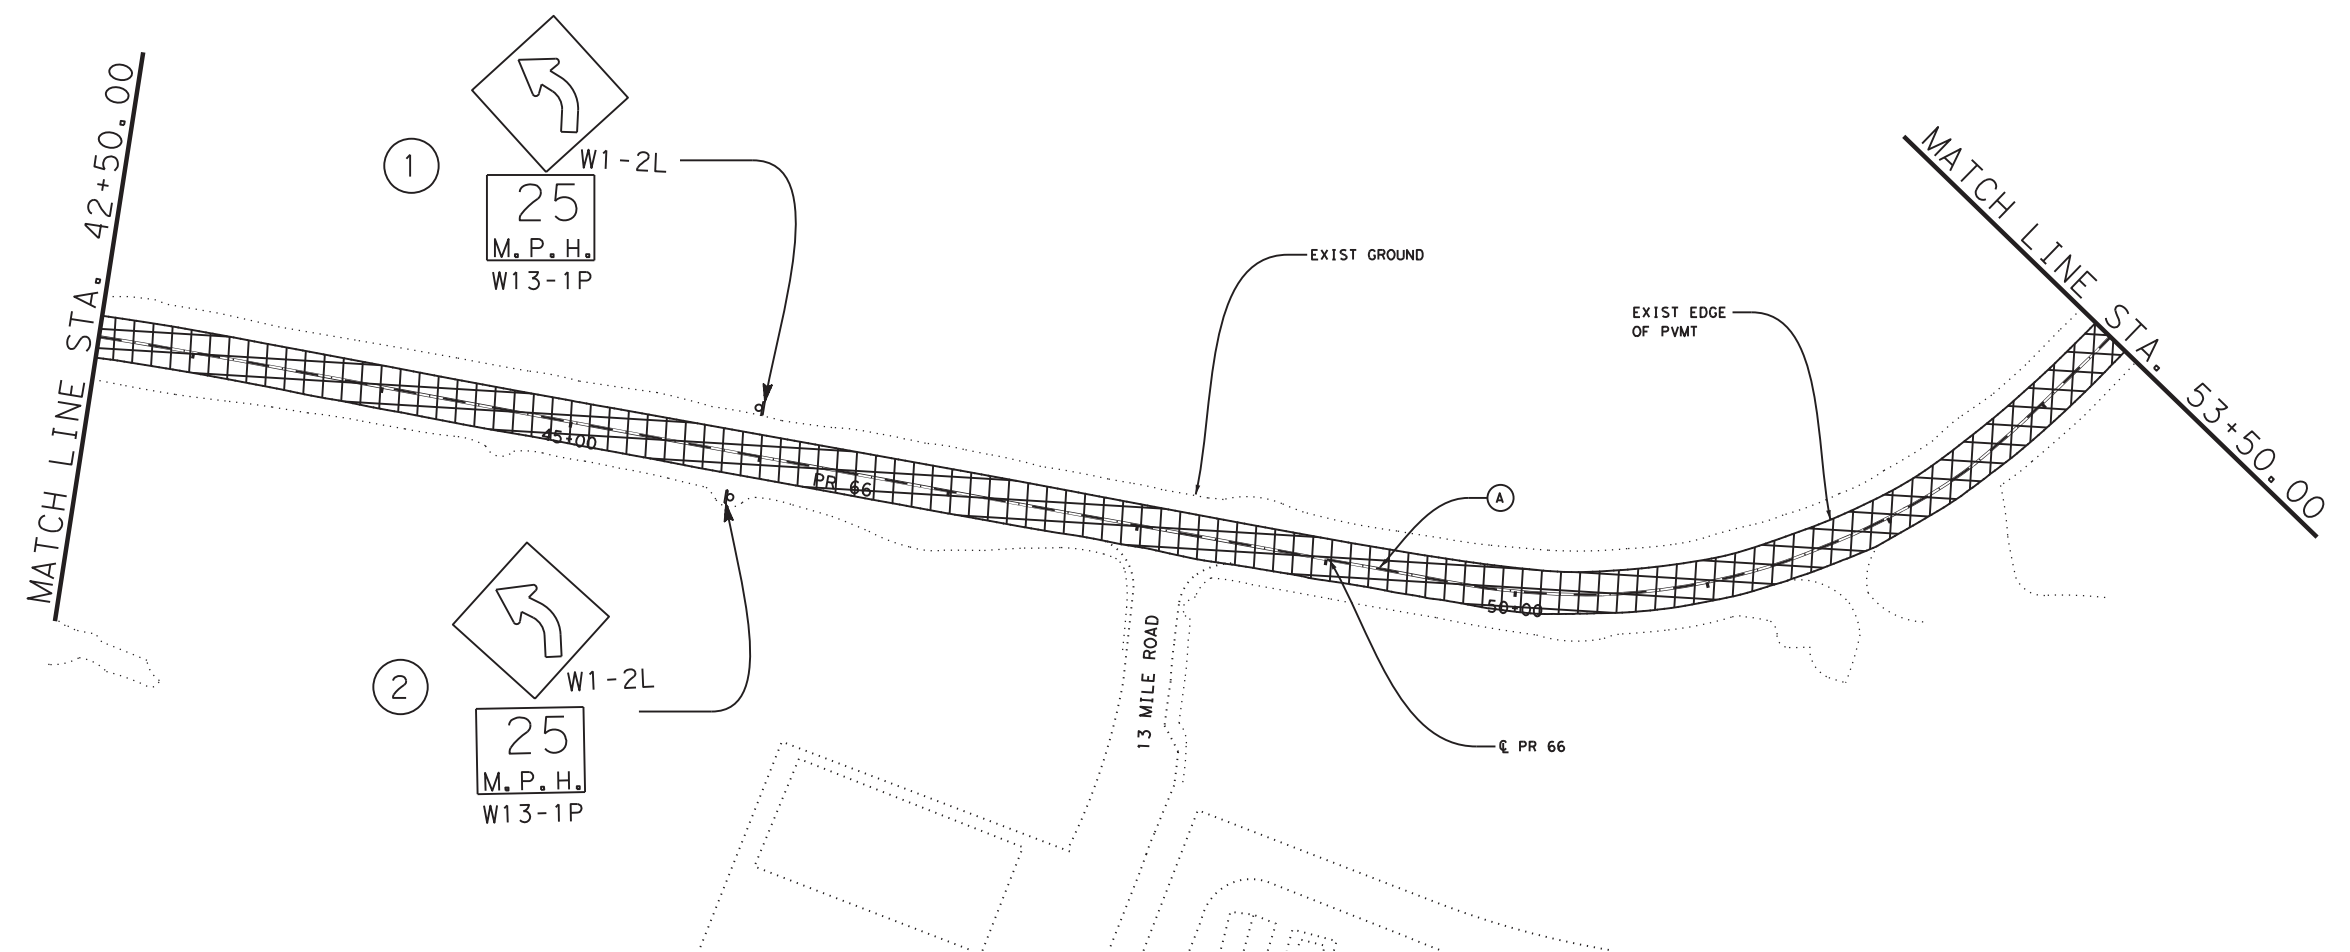 MATCH LINE STA. 42+50.00
1
W1-2L
25
M.P.H.
W13-1P
EXIST GROUND
EXIST EDGE
OF PVMT
MATCH LINE STA. 53+50.00
45+00
PR 66
A
50+00
2
W1-2L
25
M.P.H.
W13-1P
13 MILE ROAD
℄ PR 66